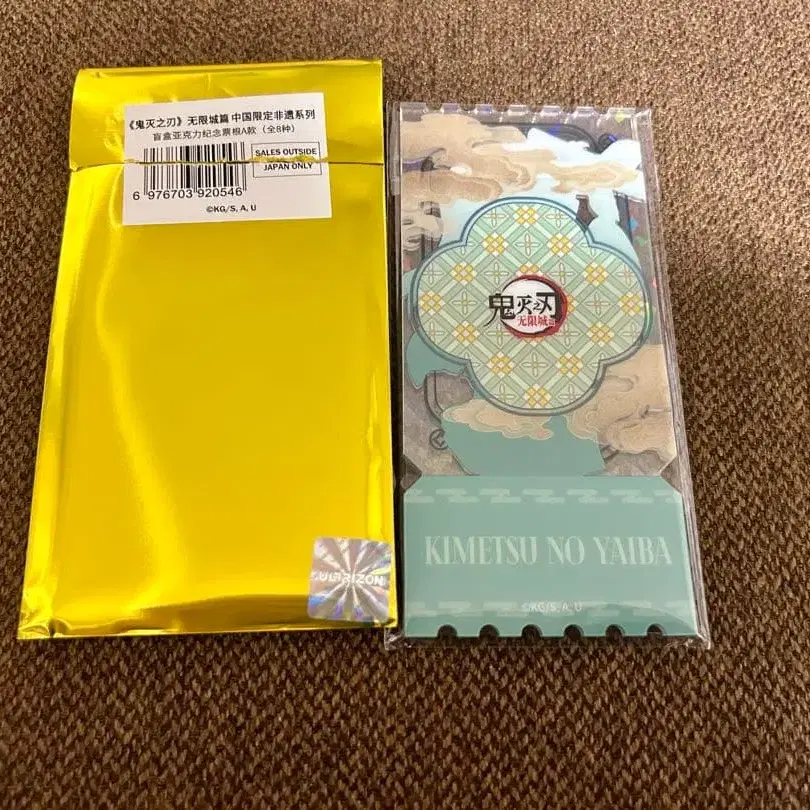 《鬼灭之刃》无限城篇 中国限定非遗系列
盲盒亚克力纪念票根A款（全8种）
SALES OUTSIDE
JAPAN ONLY
6 976703 920546
©KG/S, A, U
鬼灭之刃
无限城篇
KIMETSU NO YAIBA
©KG/S, A, U